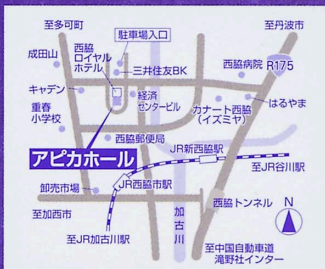 至多可町
駐車場入口
至丹波市
成田山
西脇
ロイヤル
ホテル
三井住友BK
西脇病院
R175
キャデン
経済
センタービル
カナート西脇
(イズミヤ)
はるやま
重春
小学校
西脇郵便局
アピカホール
JR新西脇駅
至JR谷川駅
卸売市場
JR西脇市駅
至加西市
加古川
西脇トンネル
N
至JR加古川駅
至中国自動車道
滝野社インター